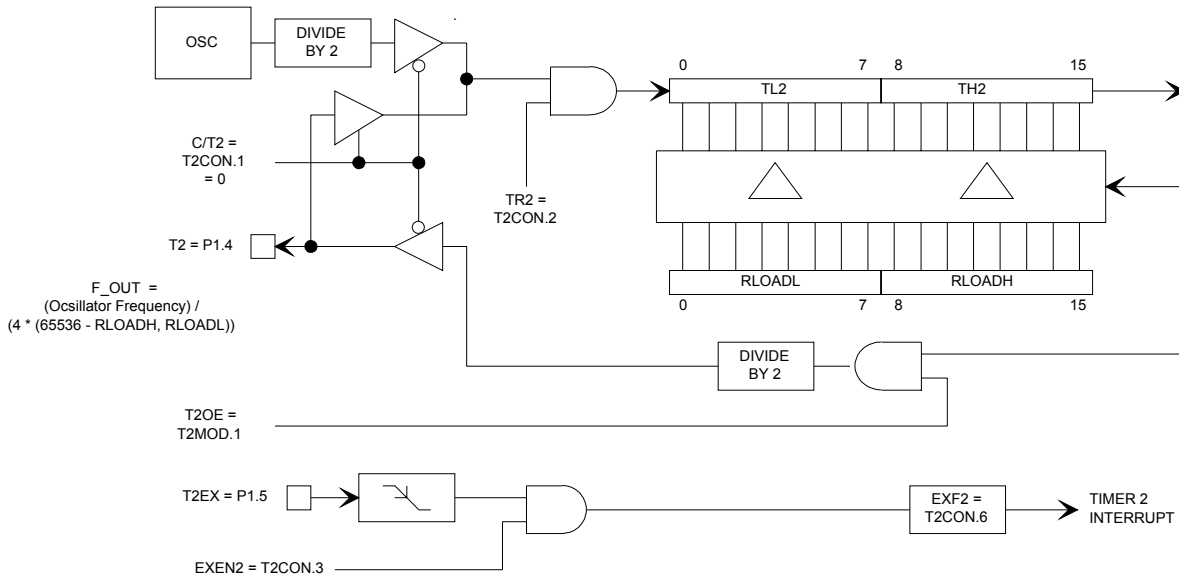 OSC
DIVIDE
BY 2
0
7
8
15
TL2
TH2
C/T2 =
T2CON.1
= 0
TR2 =
T2CON.2
T2 = P1.4
RLOADL
RLOADH
0
7
8
15
F_OUT =
(Ocsillator Frequency) /
(4 * (65536 - RLOADH, RLOADL))
DIVIDE
BY 2
T2OE =
T2MOD.1
T2EX = P1.5
EXF2 =
T2CON.6
TIMER 2
INTERRUPT
EXEN2 = T2CON.3